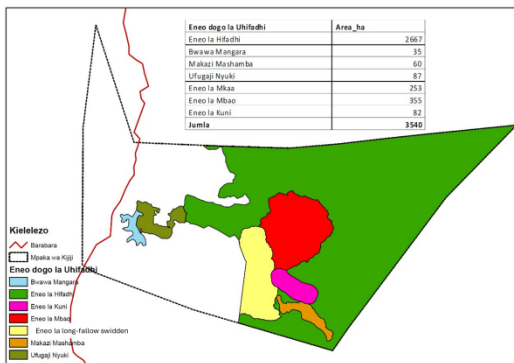 Eneo dogo la Uhifadhi Area_ha
Eneo la Hifadhi 2667
Bwawa Mangara 35
Makazi Mashamba 60
Ufugaji Nyuki 87
Eneo la Mkaa 253
Eneo la Mbao 355
Eneo la Kuni 82
Jumla 3540
Kielelezo
Barabara
Mpaka wa Kijiji
Eneo dogo la Uhifadhi
Bwawa Mangara
Eneo la Hifadhi
Eneo la Kuni
Eneo la Mbao
Eneo la long-fallow swidden
Makazi Mashamba
Ufugaji Nyuki